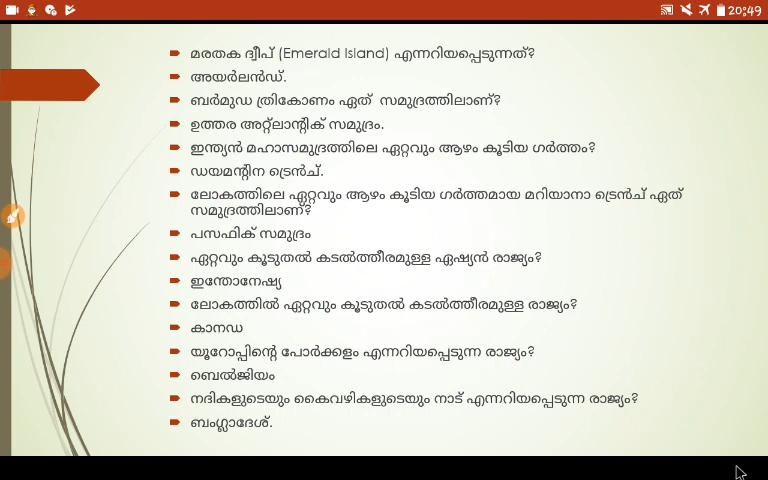 20:49
മരതക ദ്വീപ് (Emerald Island) എന്നറിയപ്പെടുന്നത്?
അയർലൻഡ്.
ബർമുഡ ത്രികോണം ഏത് സമുദ്രത്തിലാണ്?
ഉത്തര അറ്റ്ലാന്റിക് സമുദ്രം.
ഇന്ത്യൻ മഹാസമുദ്രത്തിലെ ഏറ്റവും ആഴം കൂടിയ ഗർത്തം?
ഡയമന്റിന ട്രെൻച്.
ലോകത്തിലെ ഏറ്റവും ആഴം കൂടിയ ഗർത്തമായ മറിയാനാ ട്രെൻച് ഏത്
സമുദ്രത്തിലാണ്?
പസഫിക് സമുദ്രം
ഏറ്റവും കൂടുതൽ കടൽത്തീരമുള്ള ഏഷ്യൻ രാജ്യം?
ഇന്തോനേഷ്യ
ലോകത്തിൽ ഏറ്റവും കൂടുതൽ കടൽത്തീരമുള്ള രാജ്യം?
കാനഡ
യൂറോപ്പിന്റെ പോർക്കളം എന്നറിയപ്പെടുന്ന രാജ്യം?
ബെൽജിയം
നദികളുടെയും കൈവഴികളുടെയും നാട് എന്നറിയപ്പെടുന്ന രാജ്യം?
ബംഗ്ലാദേശ്.